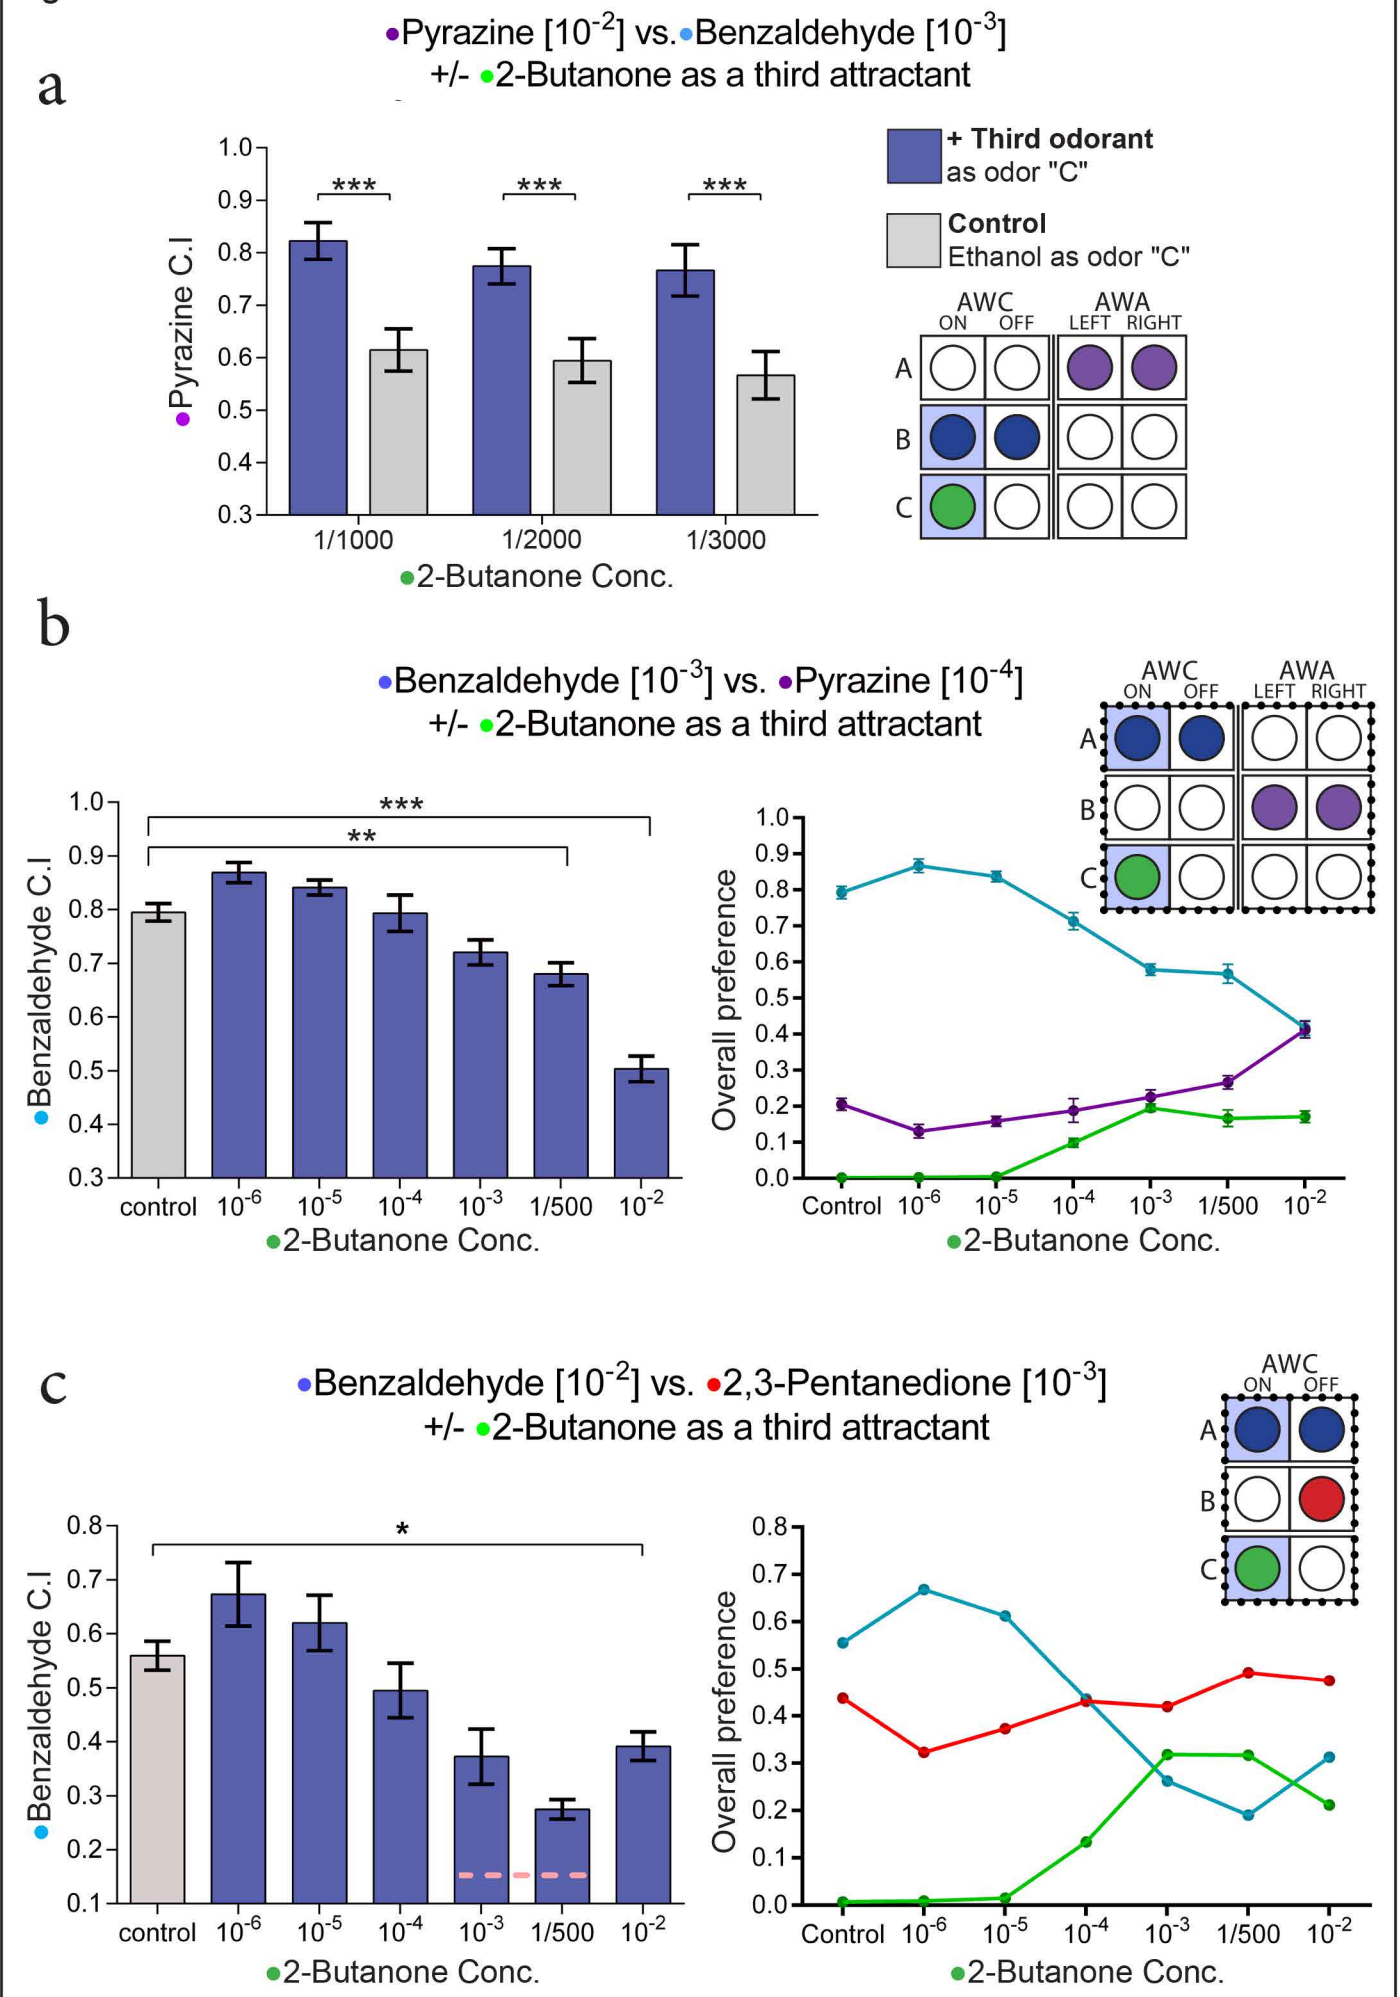 •Pyrazine [10-2] vs.•Benzaldehyde [10-3]
+/- •2-Butanone as a third attractant
a
1.0
0.9
0.8
0.7
0.6
0.5
0.4
0.3
•Pyrazine C.I
***
***
***
1/1000
1/2000
1/3000
•2-Butanone Conc.
+ Third odorant
as odor "C"
Control
Ethanol as odor "C"
AWC
AWA
ON
OFF
LEFT
RIGHT
A
B
C
b
•Benzaldehyde [10-3] vs. •Pyrazine [10-4]
+/- •2-Butanone as a third attractant
AWC
AWA
ON
OFF
LEFT
RIGHT
A
B
C
1.0
0.9
0.8
0.7
0.6
0.5
0.4
0.3
•Benzaldehyde C.I
***
**
control
10-6
10-5
10-4
10-3
1/500
10-2
•2-Butanone Conc.
1.0
0.9
0.8
0.7
0.6
0.5
0.4
0.3
0.2
0.1
0.0
Overall preference
Control
10-6
10-5
10-4
10-3
1/500
10-2
•2-Butanone Conc.
c
•Benzaldehyde [10-2] vs. •2,3-Pentanedione [10-3]
+/- •2-Butanone as a third attractant
AWC
ON
OFF
A
B
C
0.8
0.7
0.6
0.5
0.4
0.3
0.2
0.1
•Benzaldehyde C.I
*
control
10-6
10-5
10-4
10-3
1/500
10-2
•2-Butanone Conc.
0.8
0.7
0.6
0.5
0.4
0.3
0.2
0.1
0.0
Overall preference
Control
10-6
10-5
10-4
10-3
1/500
10-2
•2-Butanone Conc.